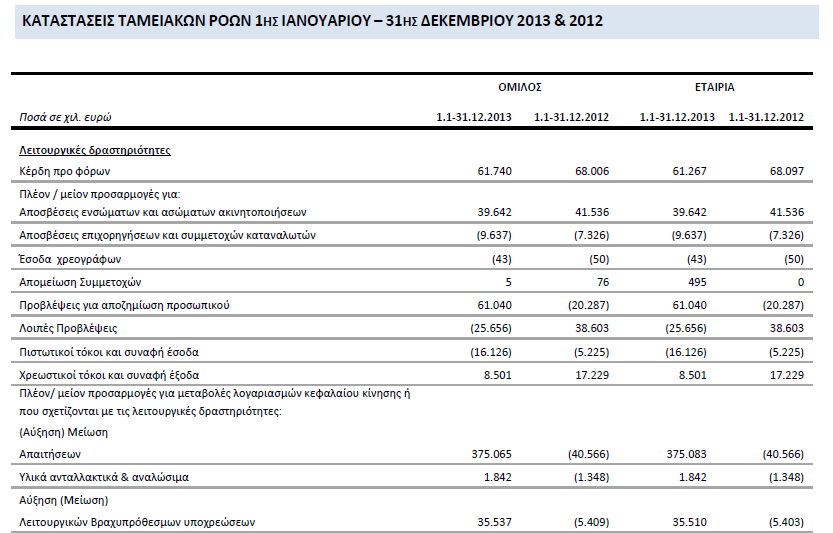 ΚΑΤΑΣΤΑΣΕΙΣ ΤΑΜΕΙΑΚΩΝ ΡΟΩΝ 1ΗΣ ΙΑΝΟΥΑΡΙΟΥ – 31ΗΣ ΔΕΚΕΜΒΡΙΟΥ 2013 & 2012
ΟΜΙΛΟΣ ΕΤΑΙΡΙΑ
Ποσά σε χιλ. ευρώ 1.1-31.12.2013 1.1-31.12.2012 1.1-31.12.2013 1.1-31.12.2012
Λειτουργικές δραστηριότητες
Κέρδη προ φόρων 61.740 68.006 61.267 68.097
Πλέον / μείον προσαρμογές για:
Αποσβέσεις ενσώματων και ασώματων ακινητοποιήσεων 39.642 41.536 39.642 41.536
Αποσβέσεις επιχορηγήσεων και συμμετοχών καταναλωτών (9.637) (7.326) (9.637) (7.326)
Έσοδα χρεογράφων (43) (50) (43) (50)
Απομείωση Συμμετοχών 5 76 495 0
Προβλέψεις για αποζημίωση προσωπικού 61.040 (20.287) 61.040 (20.287)
Λοιπές Προβλέψεις (25.656) 38.603 (25.656) 38.603
Πιστωτικοί τόκοι και συναφή έσοδα (16.126) (5.225) (16.126) (5.225)
Χρεωστικοί τόκοι και συναφή έξοδα 8.501 17.229 8.501 17.229
Πλέον/ μείον προσαρμογές για μεταβολές λογαριασμών κεφαλαίου κίνησης ή
που σχετίζονται με τις λειτουργικές δραστηριότητες:
(Αύξηση) Μείωση
Απαιτήσεων 375.065 (40.566) 375.083 (40.566)
Υλικά ανταλλακτικά & αναλώσιμα 1.842 (1.348) 1.842 (1.348)
Αύξηση (Μείωση)
Λειτουργικών Βραχυπρόθεσμων υποχρεώσεων 35.537 (5.409) 35.510 (5.403)